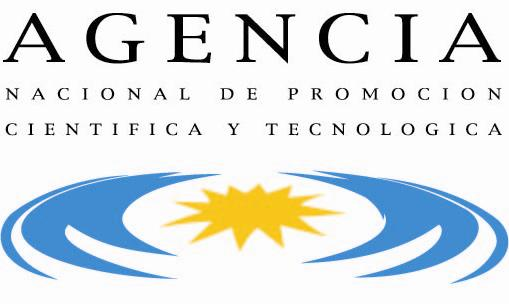 AGENCIA
NACIONAL DE PROMOCION
CIENTIFICA Y TECNOLOGICA